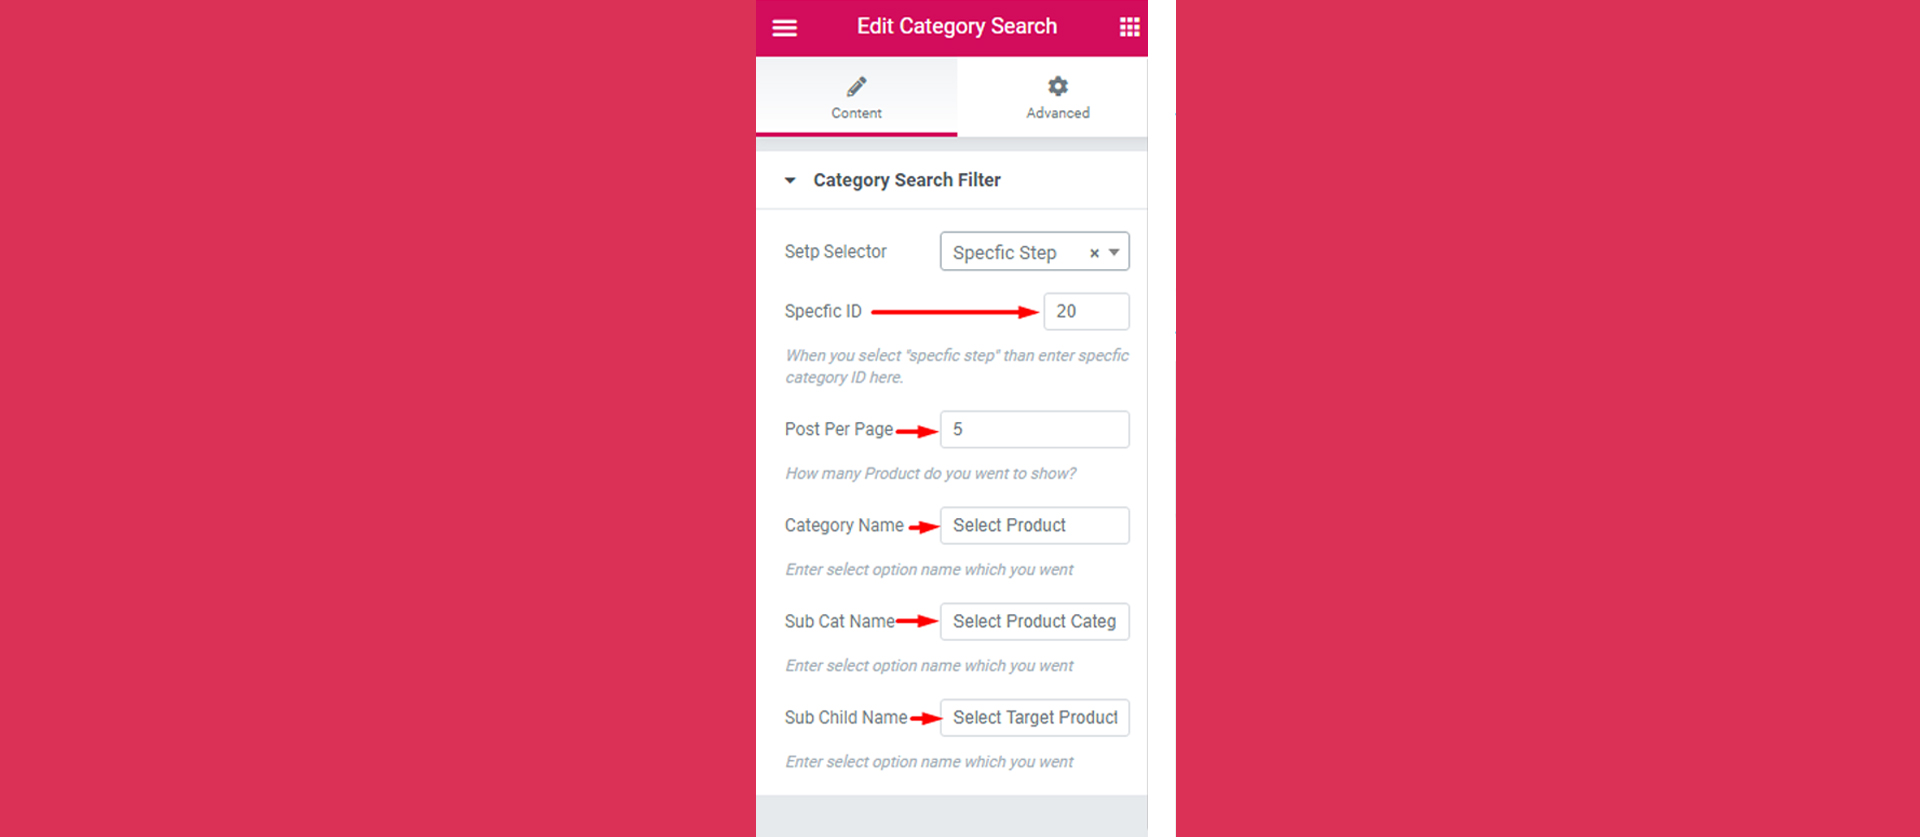 Edit Category Search
Content
Advanced
Category Search Filter
Setp Selector
Specfic Step × 
Specfic ID
20
When you select "specfic step" than enter specfic
category ID here.
Post Per Page
5
How many Product do you went to show?
Category Name
Select Product
Enter select option name which you went
Sub Cat Name
Select Product Categ
Enter select option name which you went
Sub Child Name
Select Target Product
Enter select option name which you went